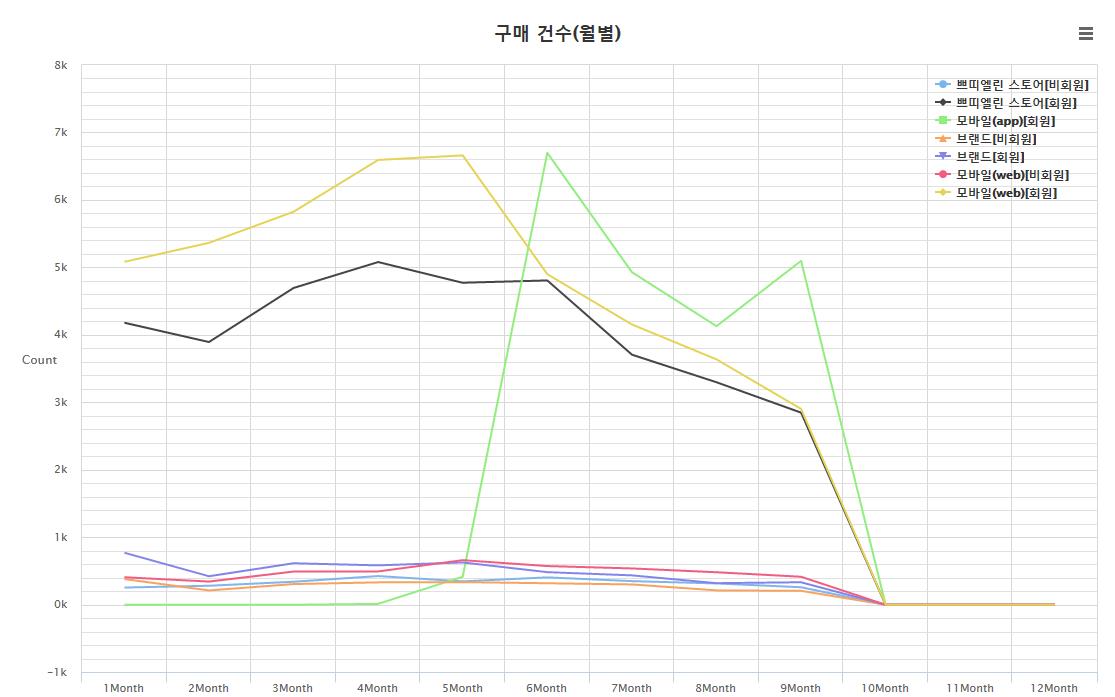 구매 건수(월별)
8k
7k
6k
5k
4k
3k
2k
1k
0k
-1k
Count
쁘띠엘린 스토어[비회원]
쁘띠엘린 스토어[회원]
모바일(app)[회원]
브랜드[비회원]
브랜드[회원]
모바일(web)[비회원]
모바일(web)[회원]
1Month 2Month 3Month 4Month 5Month 6Month 7Month 8Month 9Month 10Month 11Month 12Month